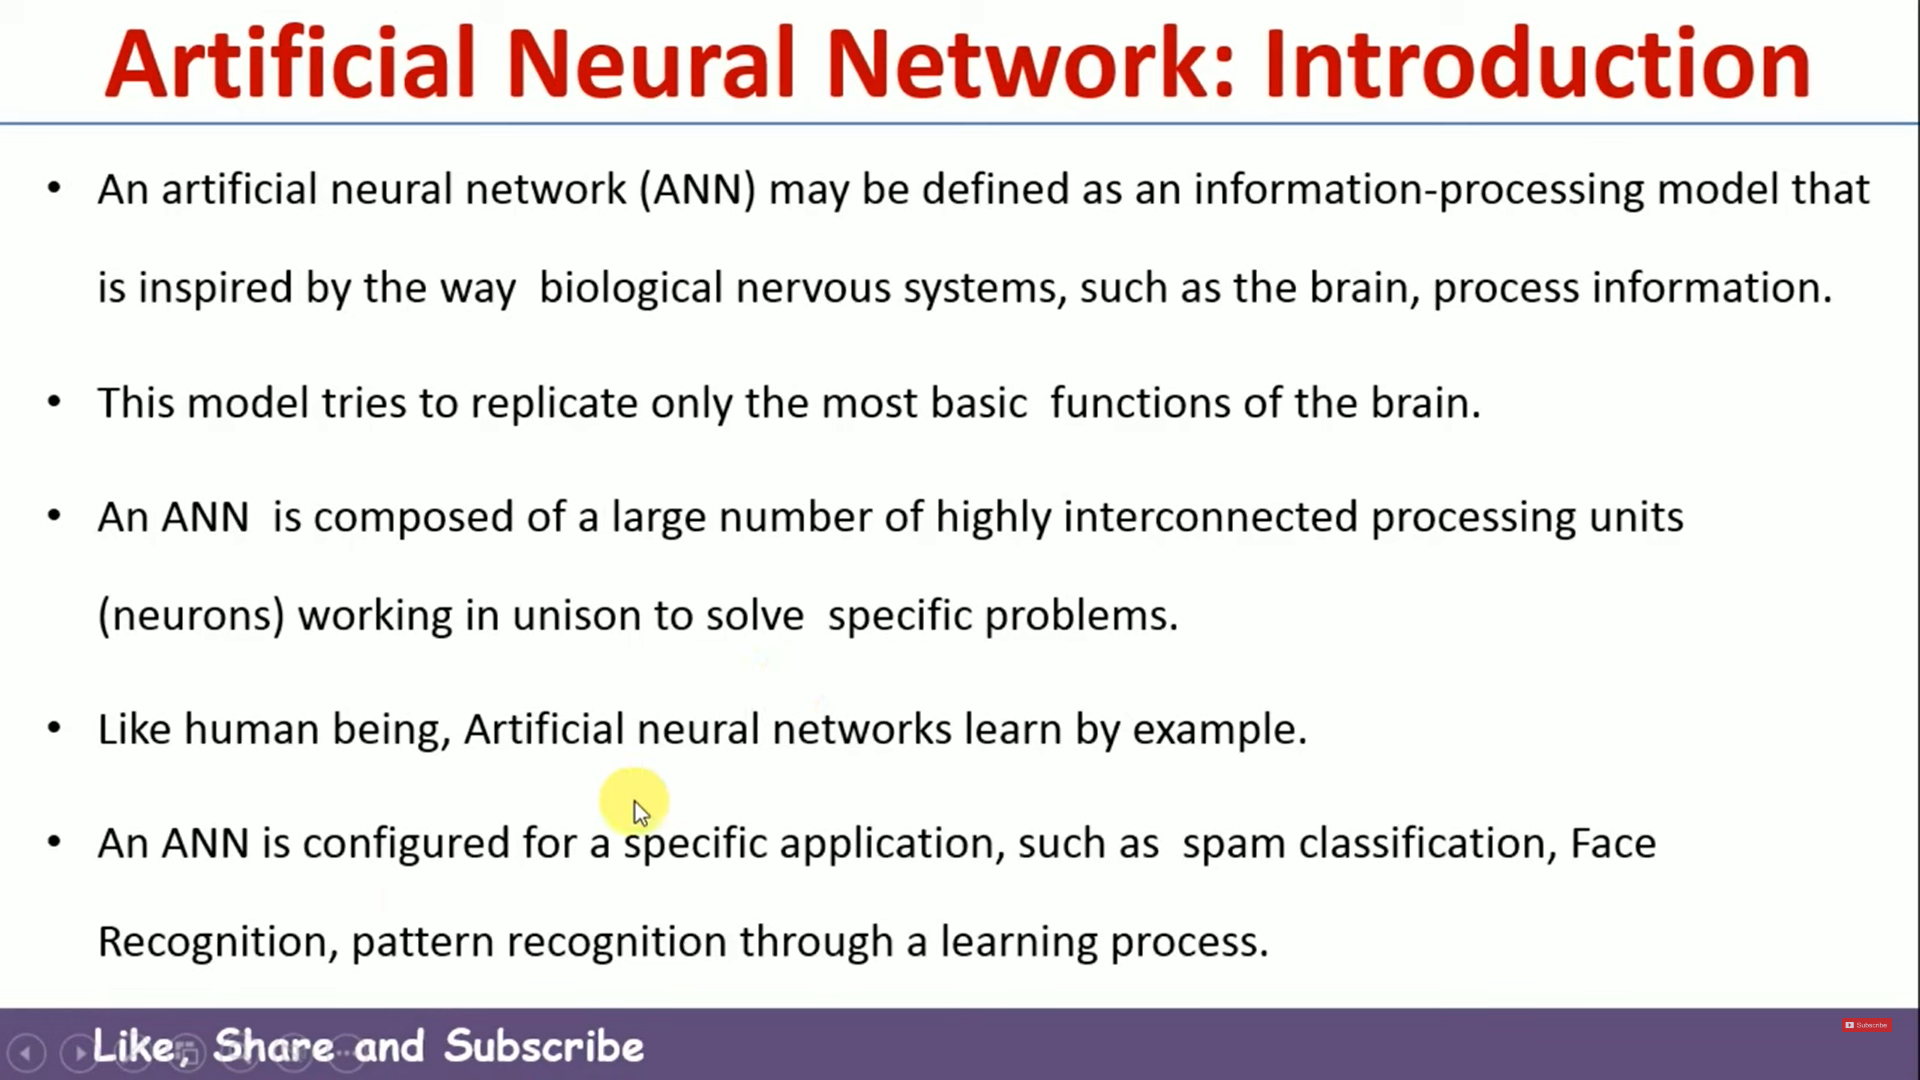 Artificial Neural Network: Introduction
• An artificial neural network (ANN) may be defined as an information-processing model that
is inspired by the way biological nervous systems, such as the brain, process information.
• This model tries to replicate only the most basic functions of the brain.
• An ANN is composed of a large number of highly interconnected processing units
(neurons) working in unison to solve specific problems.
• Like human being, Artificial neural networks learn by example.
• An ANN is configured for a specific application, such as spam classification, Face
Recognition, pattern recognition through a learning process.
Like, Share and Subscribe
Subscribe